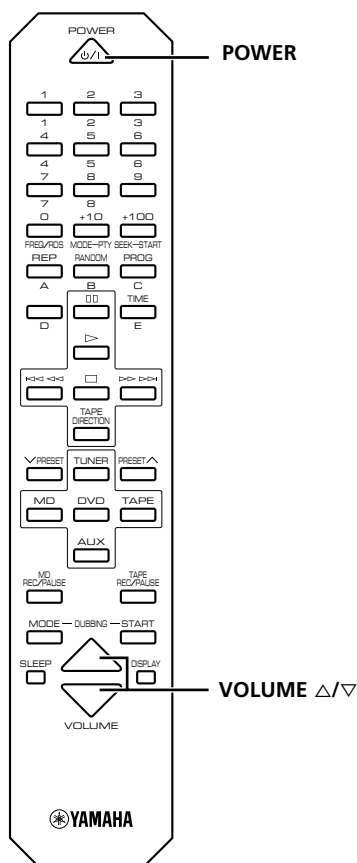 POWER
⏻/I
POWER
1 2 3
1 2 3
4 5 6
4 5 6
7 8 9
7 8
0 +10 +100
FREQ/RDS MODE—PTY SEEK—START
REP RANDOM PROG
A B C
TIME
D E
TAPE
DIRECTION
PRESET TUNER PRESET
MD DVD TAPE
AUX
MD
REC/PAUSE
TAPE
REC/PAUSE
MODE — DUBBING — START
SLEEP DISPLAY
VOLUME △/▽
VOLUME
YAMAHA